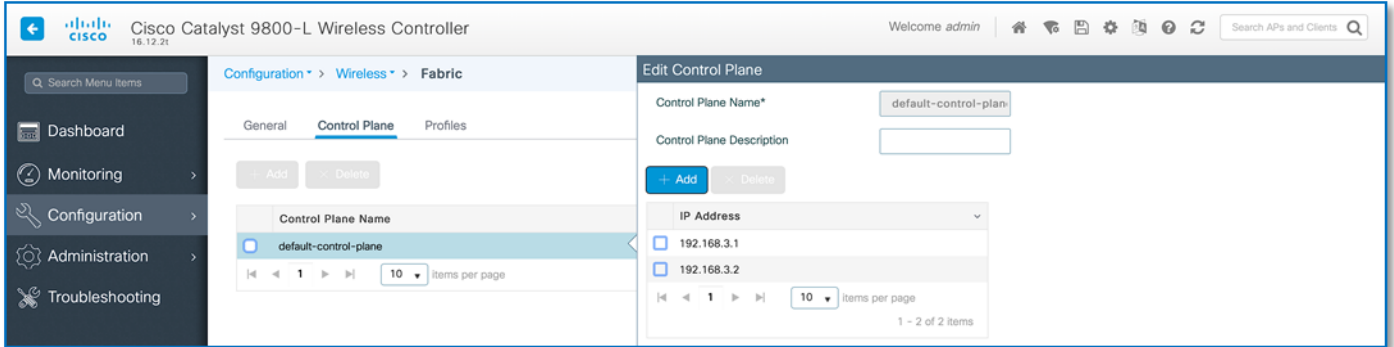 cisco
Cisco Catalyst 9800-L Wireless Controller
16.12.2t
Welcome admin
Search APs and Clients
Search Menu Items
Dashboard
Monitoring
Configuration
Administration
Troubleshooting
Configuration > Wireless > Fabric
General Control Plane Profiles
+ Add × Delete
Control Plane Name
default-control-plane
1 10 items per page
Edit Control Plane
Control Plane Name* default-control-plan
Control Plane Description
+ Add × Delete
IP Address
192.168.3.1
192.168.3.2
1 10 items per page
1 - 2 of 2 items